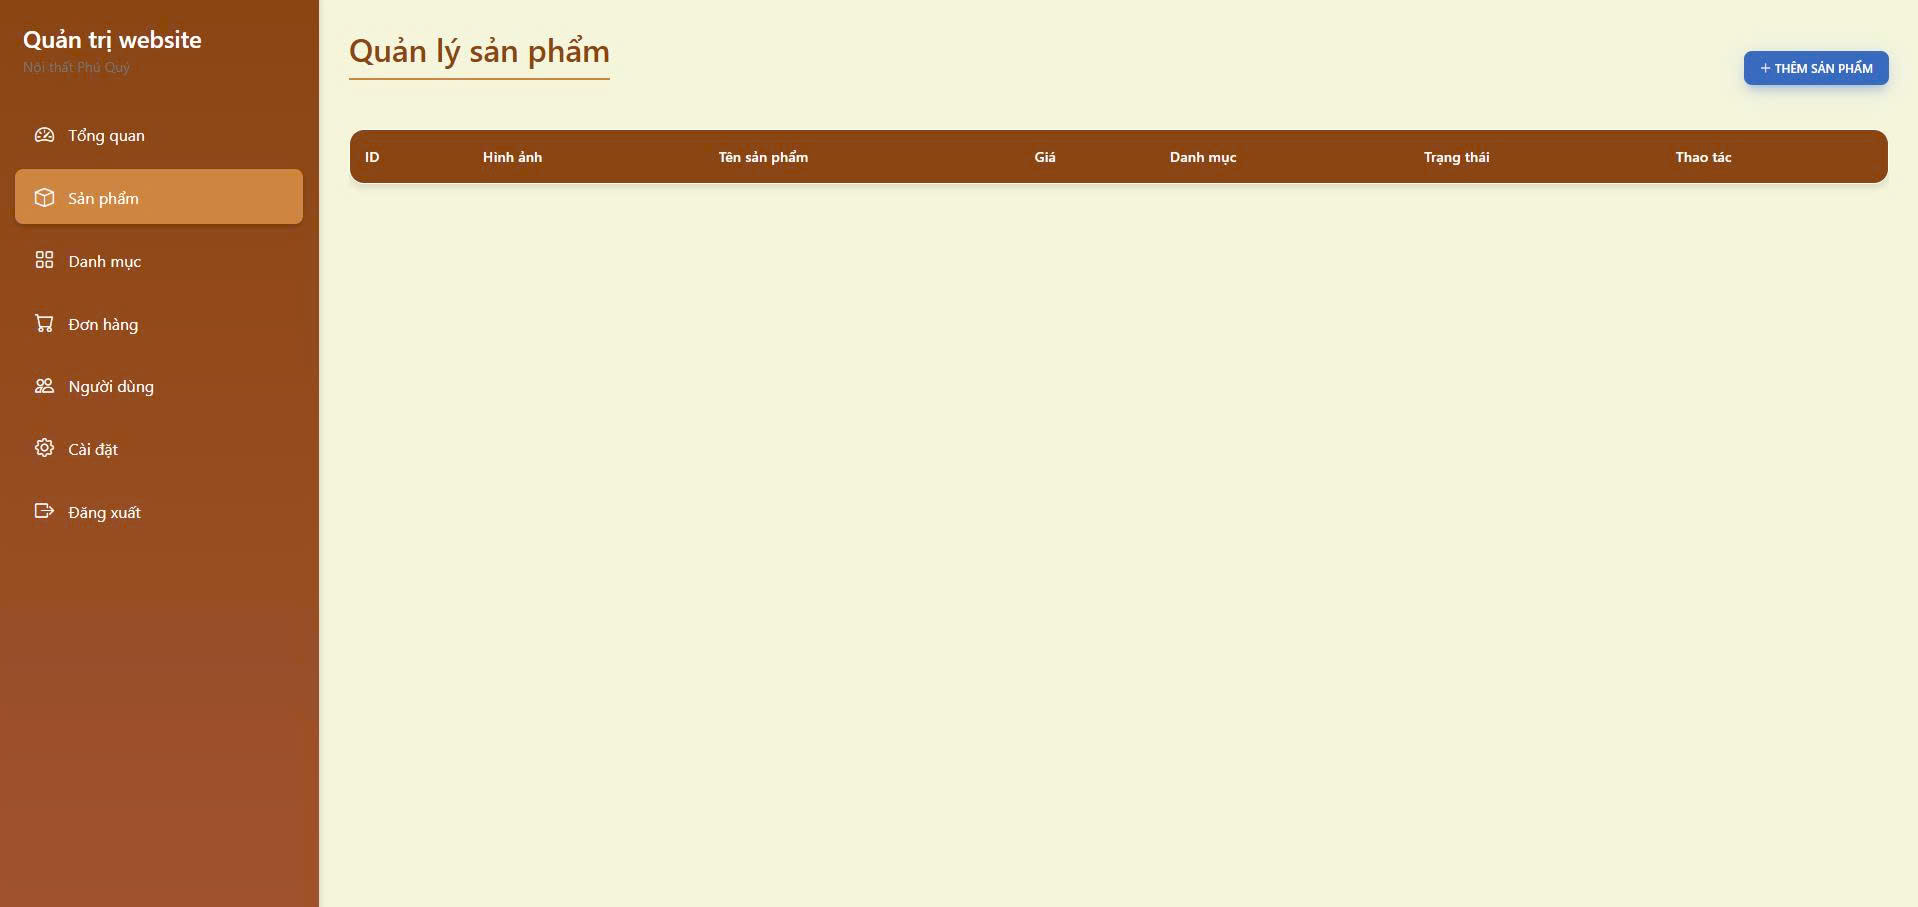 Quản trị website
Nội thất Phú Quý
Tổng quan
Sản phẩm
Danh mục
Đơn hàng
Người dùng
Cài đặt
Đăng xuất
Quản lý sản phẩm
+ THÊM SẢN PHẨM
ID Hình ảnh Tên sản phẩm Giá Danh mục Trạng thái Thao tác